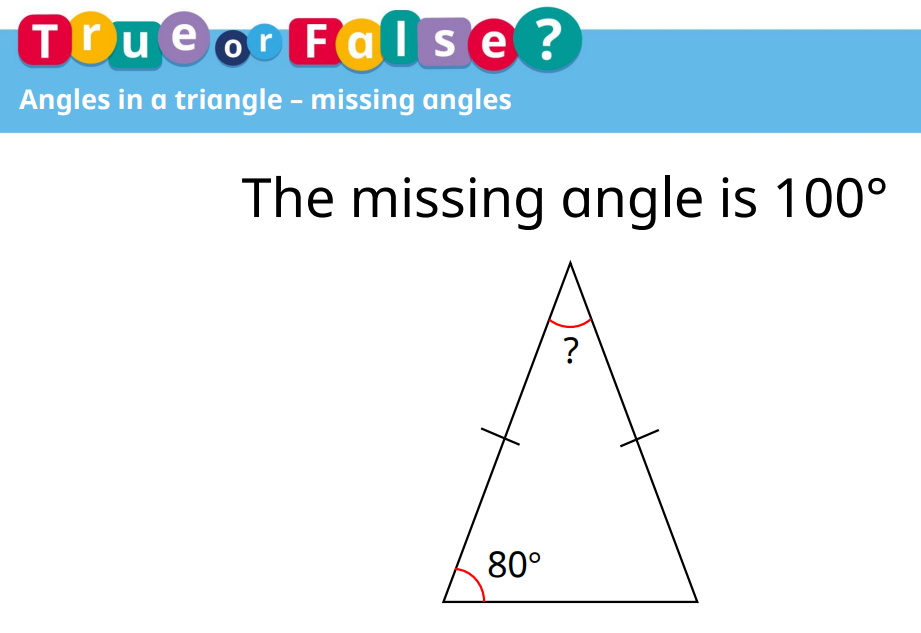 True or False?
Angles in a triangle – missing angles
The missing angle is 100°
?
80°